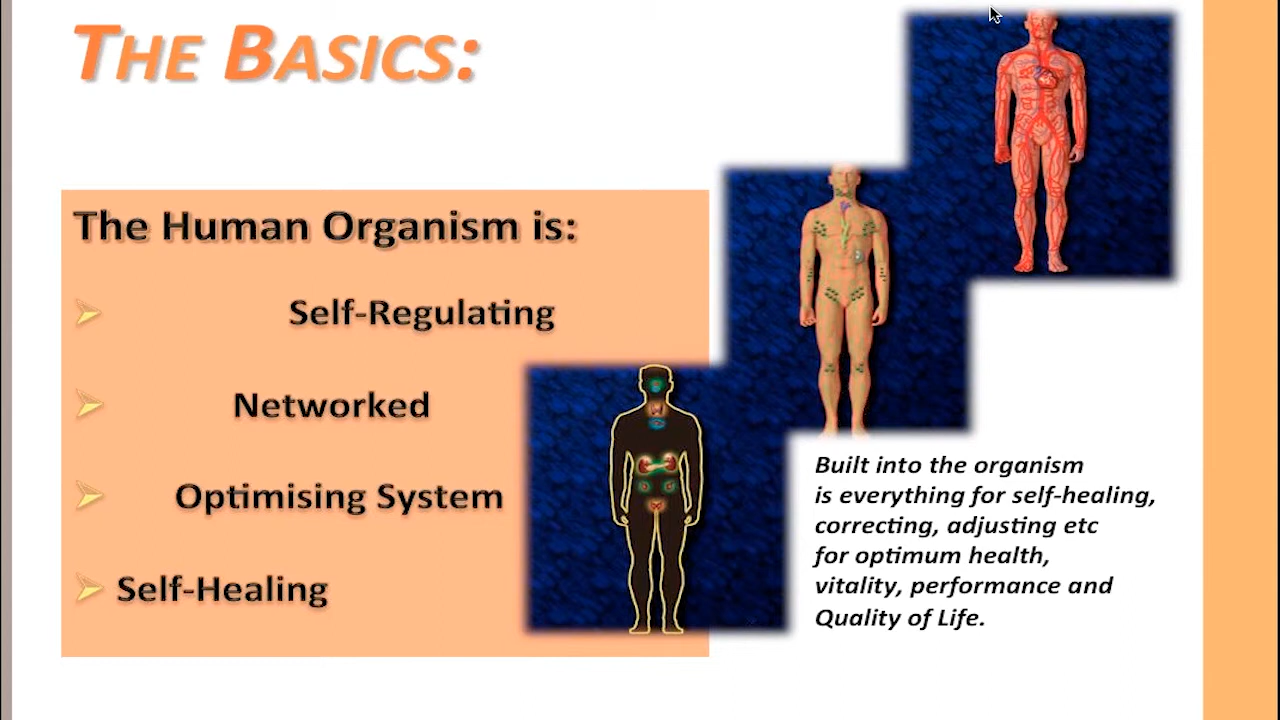 THE BASICS:
The Human Organism is:
Self-Regulating
Networked
Optimising System
Self-Healing
Built into the organism
is everything for self-healing,
correcting, adjusting etc
for optimum health,
vitality, performance and
Quality of Life.